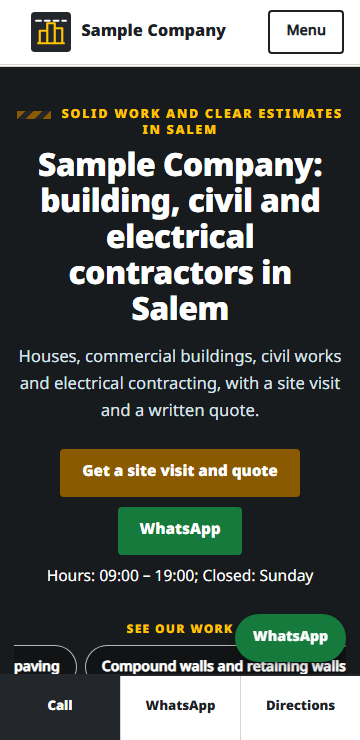 Sample Company
Menu
SOLID WORK AND CLEAR ESTIMATES
IN SALEM
Sample Company:
building, civil and
electrical
contractors in
Salem
Houses, commercial buildings, civil works
and electrical contracting, with a site visit
and a written quote.
Get a site visit and quote
WhatsApp
Hours: 09:00 – 19:00; Closed: Sunday
SEE OUR WORK
WhatsApp
paving
Compound walls and retaining walls
Call
WhatsApp
Directions